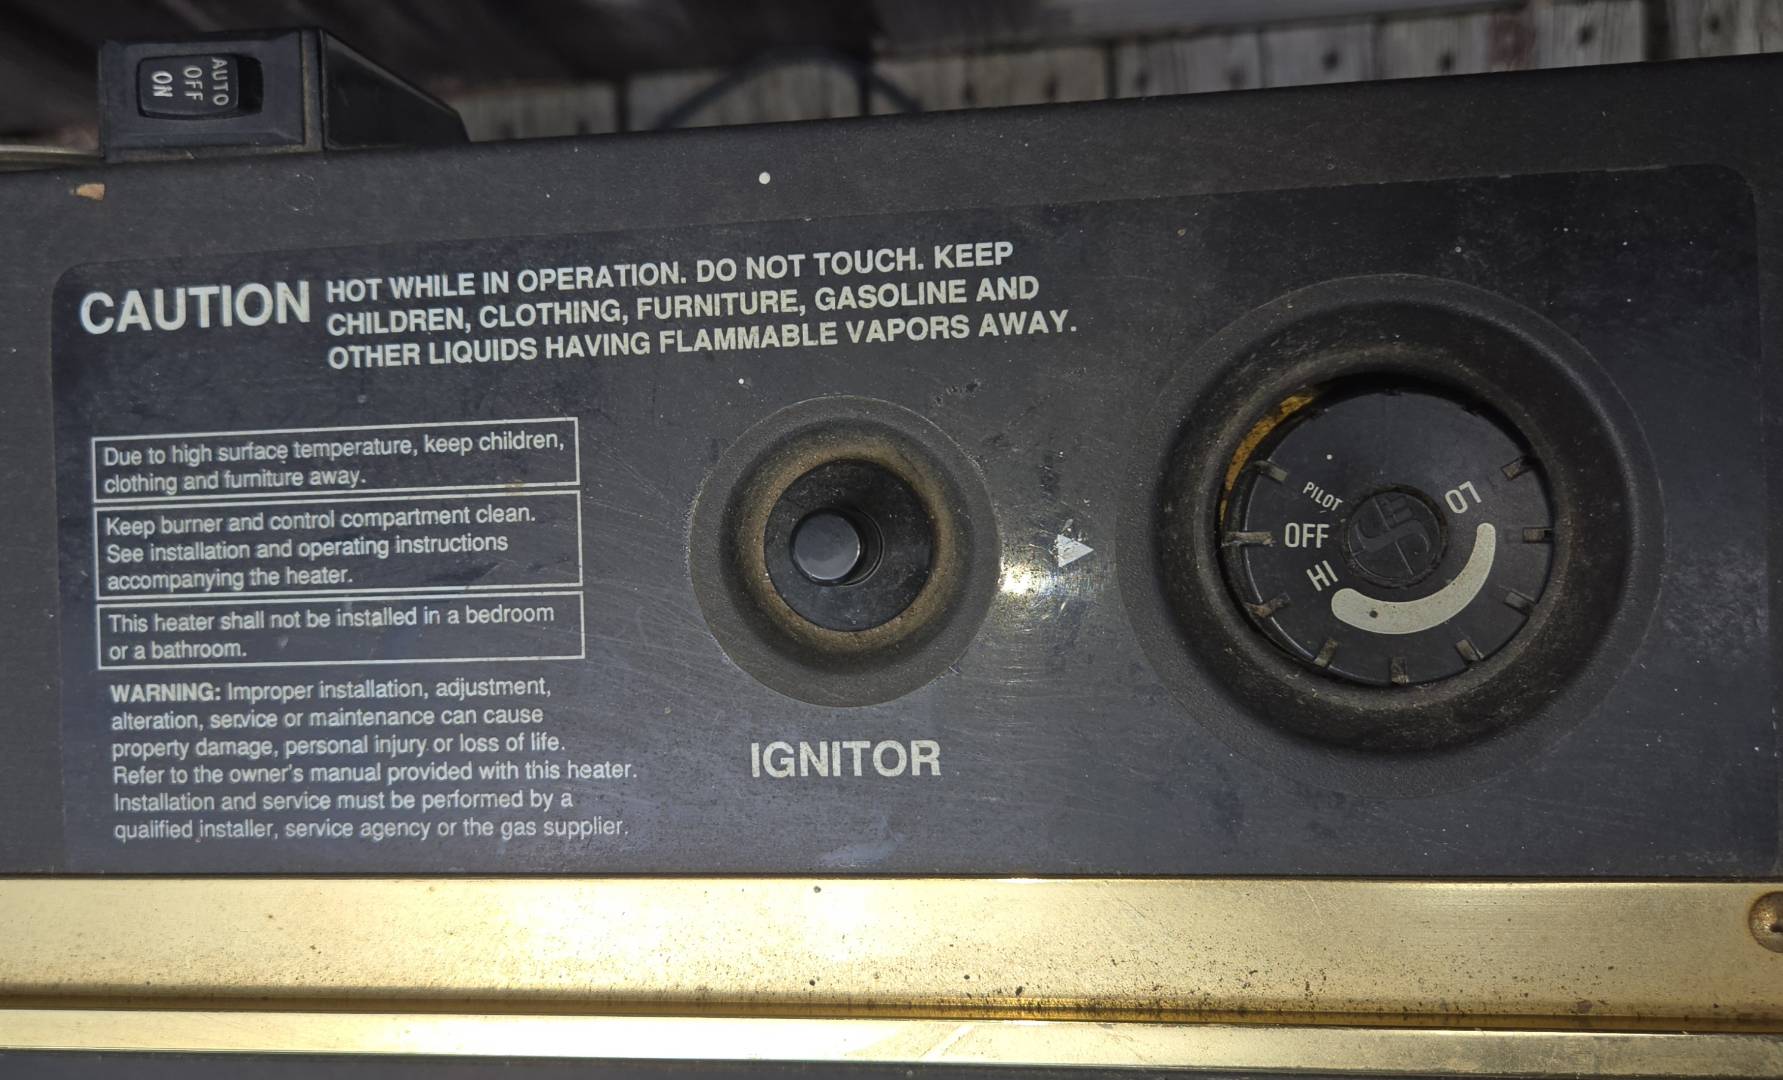 AUTO
OFF
ON
CAUTION
HOT WHILE IN OPERATION. DO NOT TOUCH. KEEP
CHILDREN, CLOTHING, FURNITURE, GASOLINE AND
OTHER LIQUIDS HAVING FLAMMABLE VAPORS AWAY.
Due to high surface temperature, keep children,
clothing and furniture away.
Keep burner and control compartment clean.
See installation and operating instructions
accompanying the heater.
This heater shall not be installed in a bedroom
or a bathroom.
WARNING: Improper installation, adjustment,
alteration, service or maintenance can cause
property damage, personal injury or loss of life.
Refer to the owner's manual provided with this heater.
Installation and service must be performed by a
qualified installer, service agency or the gas supplier.
IGNITOR
PILOT
OFF
HI
LO